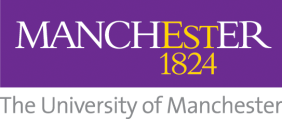 MANCHESTER
1824
The University of Manchester